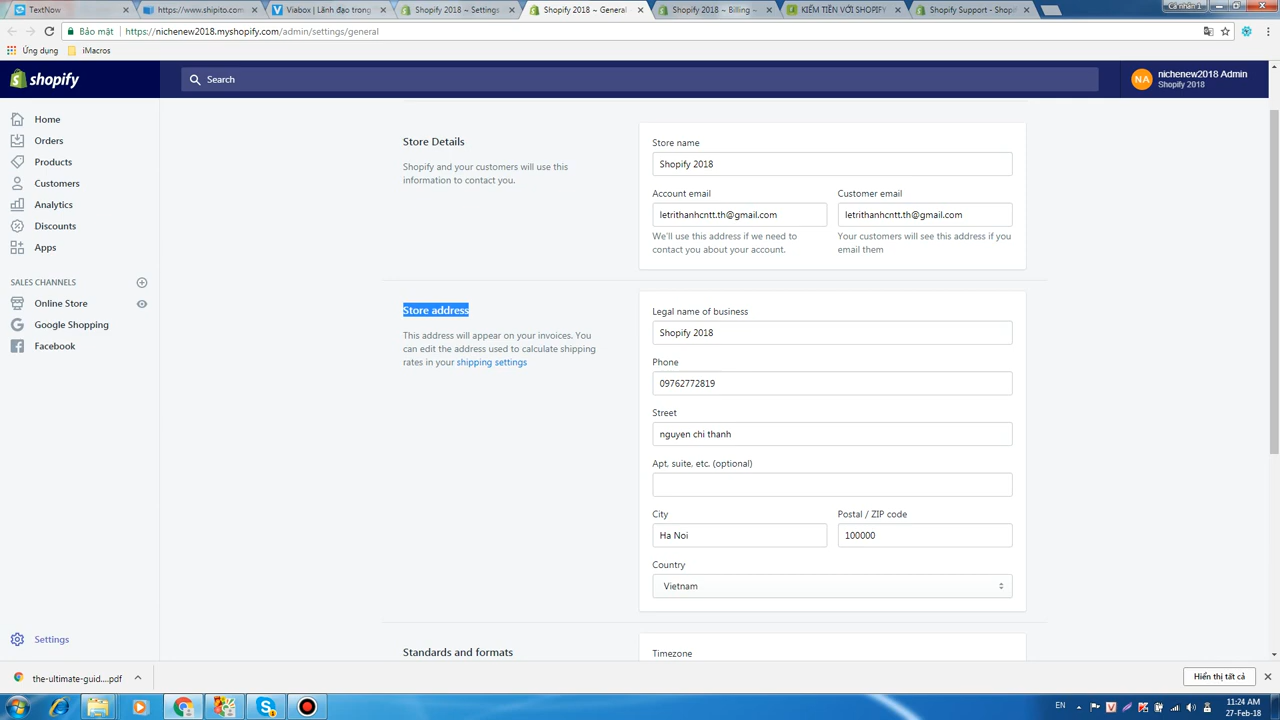 TextNow
https://www.shipito.com
Viabox | Lãnh đạo trong
Shopify 2018 ~ Settings
Shopify 2018 ~ General
Shopify 2018 ~ Billing ~
KIẾM TIỀN VỚI SHOPIFY
Shopify Support - Shopi
Cá nhân 1
Bảo mật
https://nichenew2018.myshopify.com/admin/settings/general
Ứng dụng
iMacros
shopify
Search
NA
nichenew2018 Admin
Shopify 2018
Home
Orders
Products
Customers
Analytics
Discounts
Apps
SALES CHANNELS
Online Store
Google Shopping
Facebook
Settings
Store Details
Shopify and your customers will use this
information to contact you.
Store name
Shopify 2018
Account email
Customer email
letrithanhcntt.th@gmail.com
letrithanhcntt.th@gmail.com
We'll use this address if we need to
contact you about your account.
Your customers will see this address if you
email them
Store address
This address will appear on your invoices. You
can edit the address used to calculate shipping
rates in your shipping settings
Legal name of business
Shopify 2018
Phone
09762772819
Street
nguyen chi thanh
Apt, suite, etc. (optional)
City
Postal / ZIP code
Ha Noi
100000
Country
Vietnam
Standards and formats
Timezone
the-ultimate-guid....pdf
Hiển thị tất cả
EN
11:24 AM
27-Feb-18